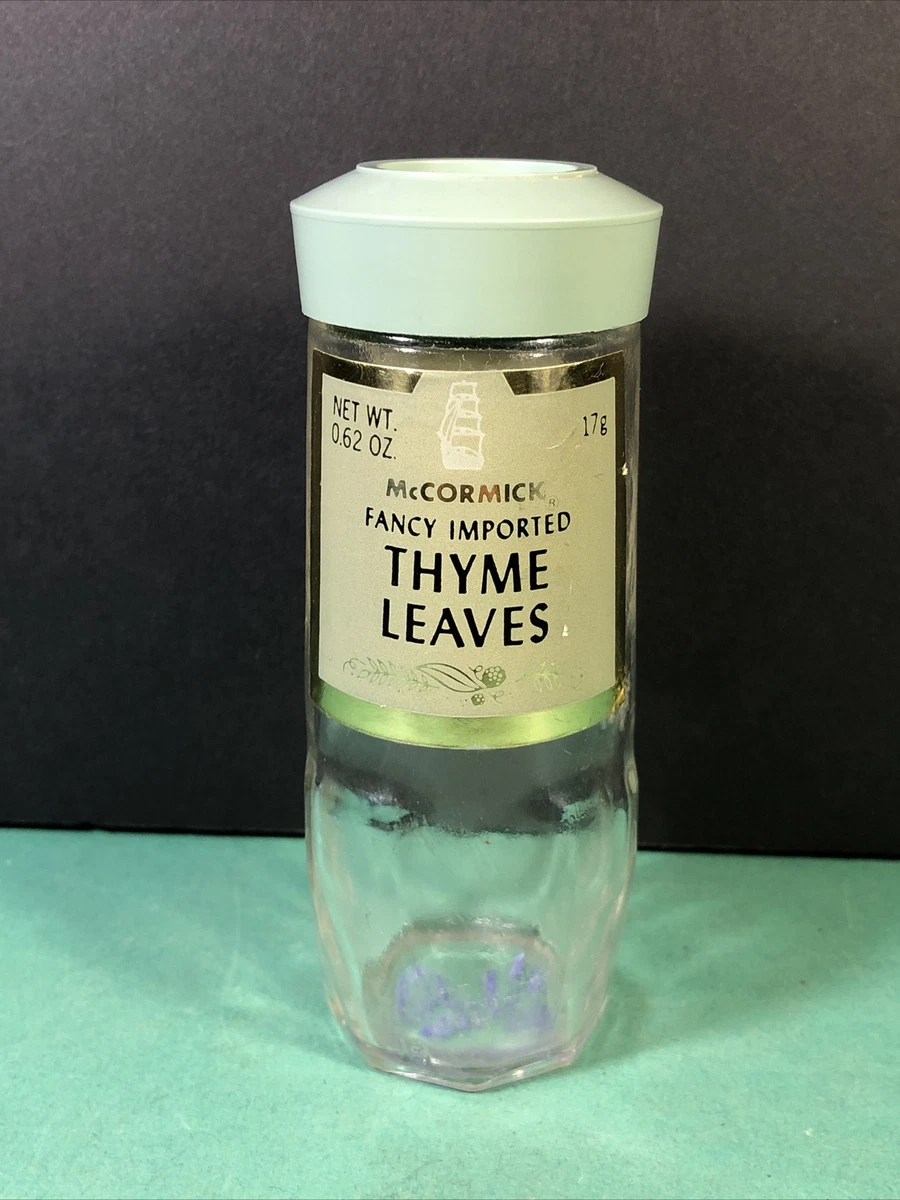 NET WT.
0.62 OZ.
17g
McCORMICK®
FANCY IMPORTED
THYME
LEAVES